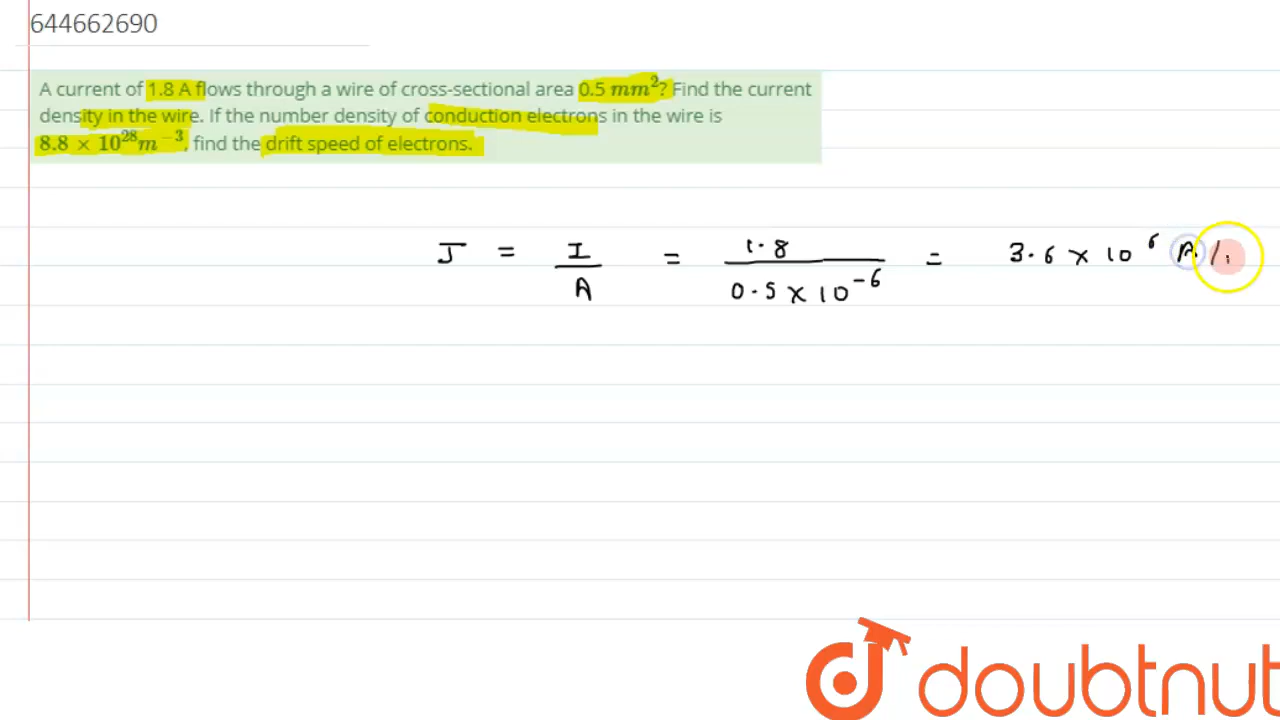 644662690
A current of 1.8 A flows through a wire of cross-sectional area 0.5 mm²? Find the current
density in the wire. If the number density of conduction electrons in the wire is
8.8 × 10²⁸m⁻³, find the drift speed of electrons.
J = I/A = 1.8/0.5 × 10⁻⁶ = 3.6 × 10⁶ A/
doubtnut